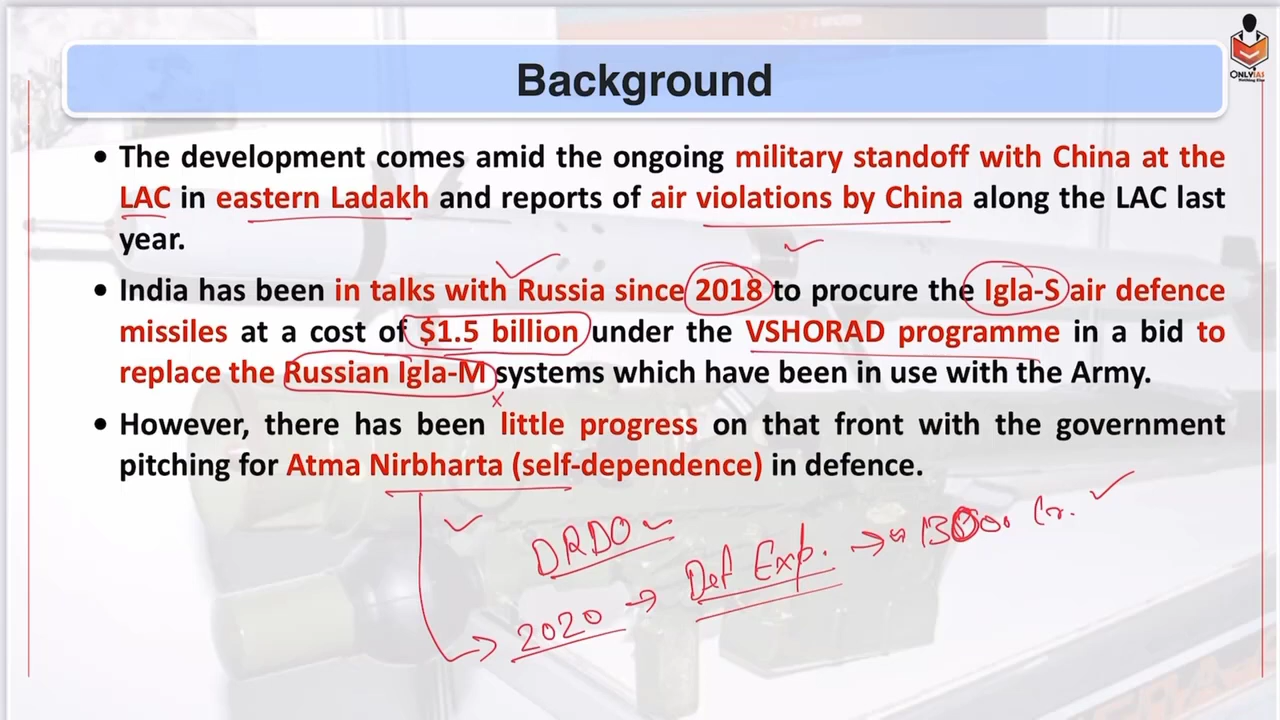 Background
ONLYIAS
• The development comes amid the ongoing military standoff with China at the
LAC in eastern Ladakh and reports of air violations by China along the LAC last
year.
• India has been in talks with Russia since 2018 to procure the Igla-S air defence
missiles at a cost of $1.5 billion under the VSHORAD programme in a bid to
replace the Russian Igla-M systems which have been in use with the Army.
• However, there has been little progress on that front with the government
pitching for Atma Nirbharta (self-dependence) in defence.
DRDO
2020 → Def Exp. →
Cr.